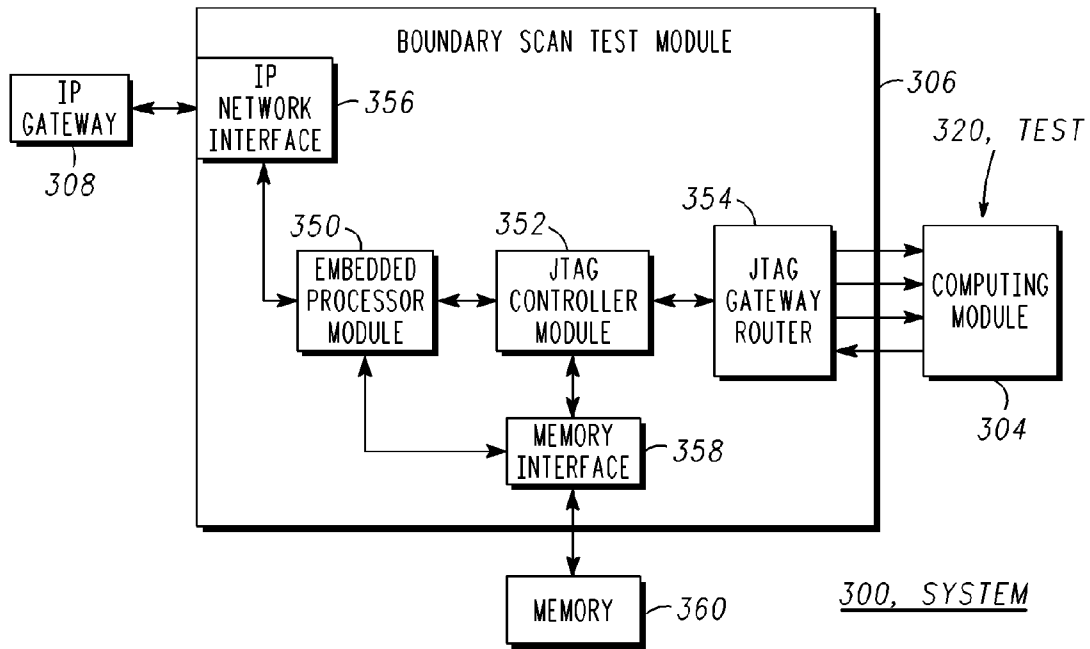 BOUNDARY SCAN TEST MODULE
IP
GATEWAY
308
IP
NETWORK
INTERFACE
356
306
320, TEST
350
EMBEDDED
PROCESSOR
MODULE
352
JTAG
CONTROLLER
MODULE
354
JTAG
GATEWAY
ROUTER
COMPUTING
MODULE
304
MEMORY
INTERFACE
358
MEMORY
360
300, SYSTEM